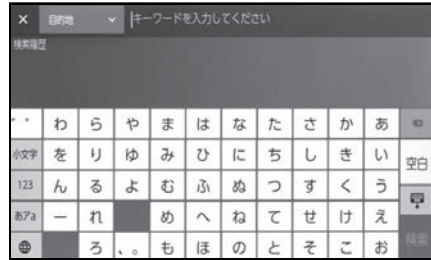 × 目的地 キーワードを入力してください
検索履歴
゛゜ わ ら や ま は な た さ か あ
小文字 を り ゆ み ひ に ち し き い 空白
123 ん る よ む ふ ぬ つ す く う
あ7a ー れ め へ ね て せ け え
ろ 、。 も ほ の と そ こ お 検索